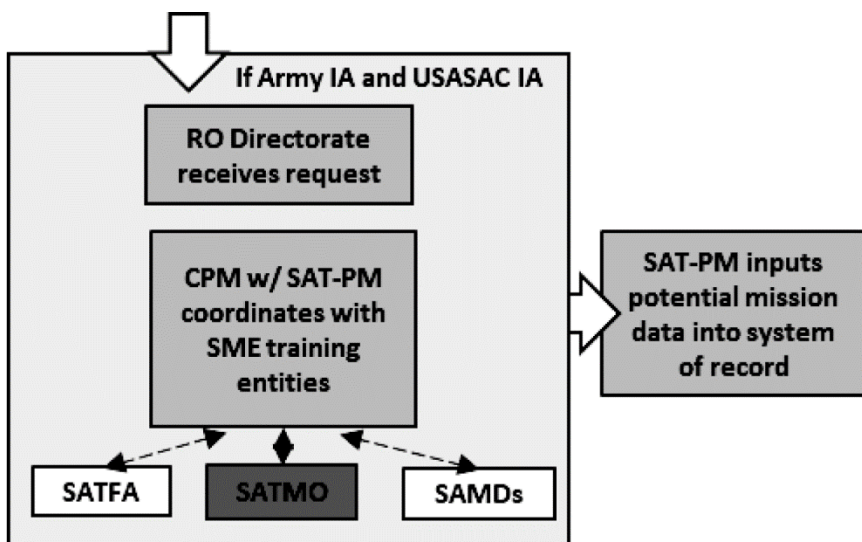 If Army IA and USASAC IA
RO Directorate
receives request
CPM w/ SAT-PM
coordinates with
SME training
entities
SATFA
SATMO
SAMDs
SAT-PM inputs
potential mission
data into system
of record